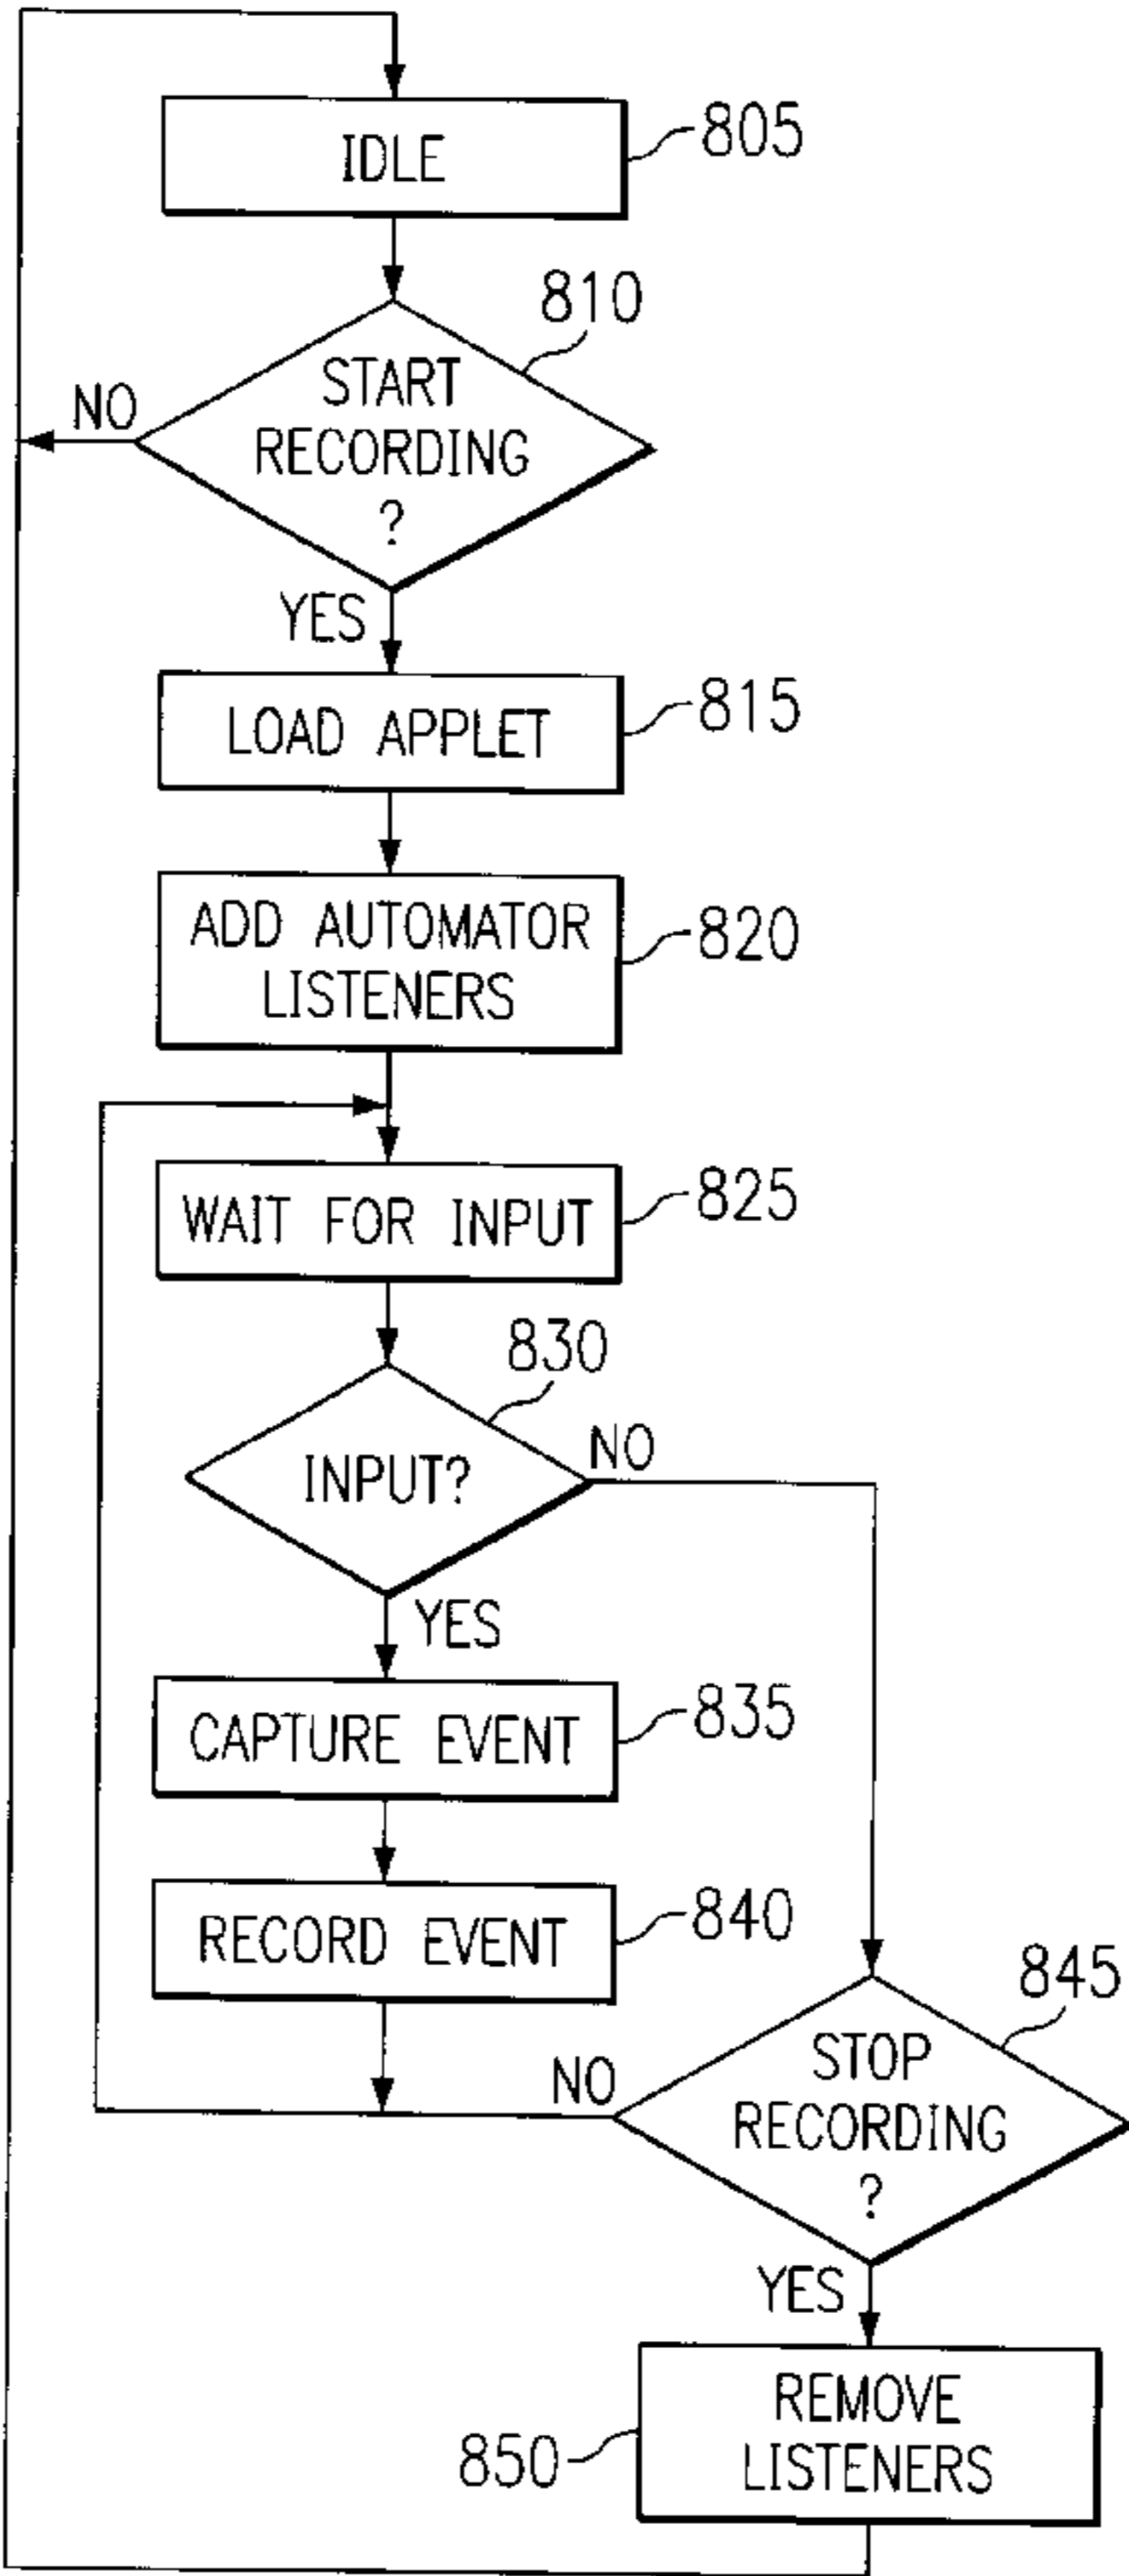 IDLE
805
810
START
RECORDING
?
NO
YES
LOAD APPLET
815
ADD AUTOMATOR
LISTENERS
820
WAIT FOR INPUT
825
830
INPUT?
NO
YES
CAPTURE EVENT
835
RECORD EVENT
840
845
STOP
RECORDING
?
NO
YES
REMOVE
LISTENERS
850